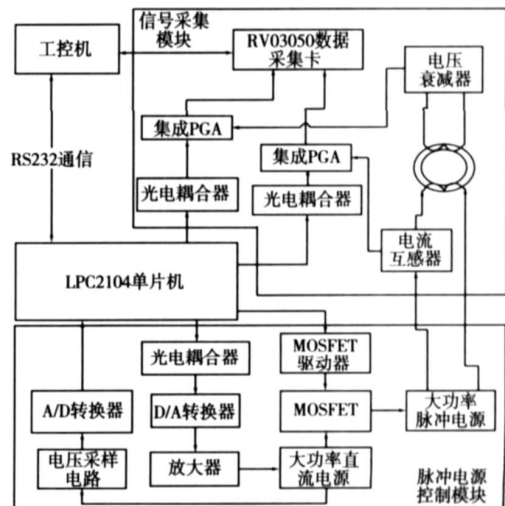 工控机
信号采集
模块
RV03050数据
采集卡
电压
衰减器
集成PGA
集成PGA
RS232通信
光电耦合器
光电耦合器
电流
互感器
LPC2104单片机
光电耦合器
MOSFET
驱动器
A/D转换器
D/A转换器
MOSFET
大功率
脉冲电源
电压采样
电路
放大器
大功率直
流电源
脉冲电源
控制模块